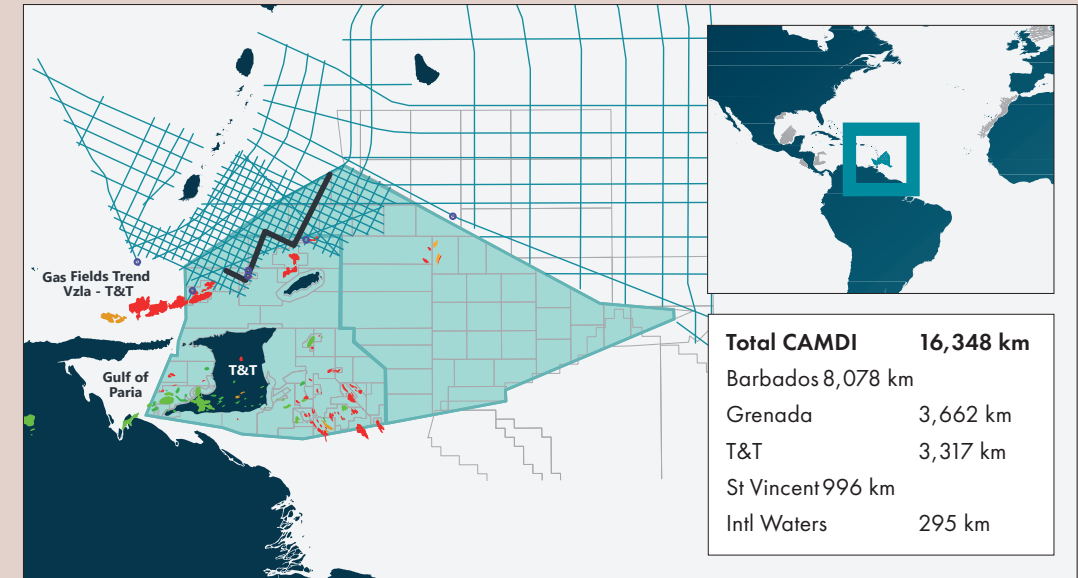 Gas Fields Trend
Vzla - T&T
Gulf of
Paria
T&T
Total CAMDI 16,348 km
Barbados 8,078 km
Grenada 3,662 km
T&T 3,317 km
St Vincent 996 km
Intl Waters 295 km